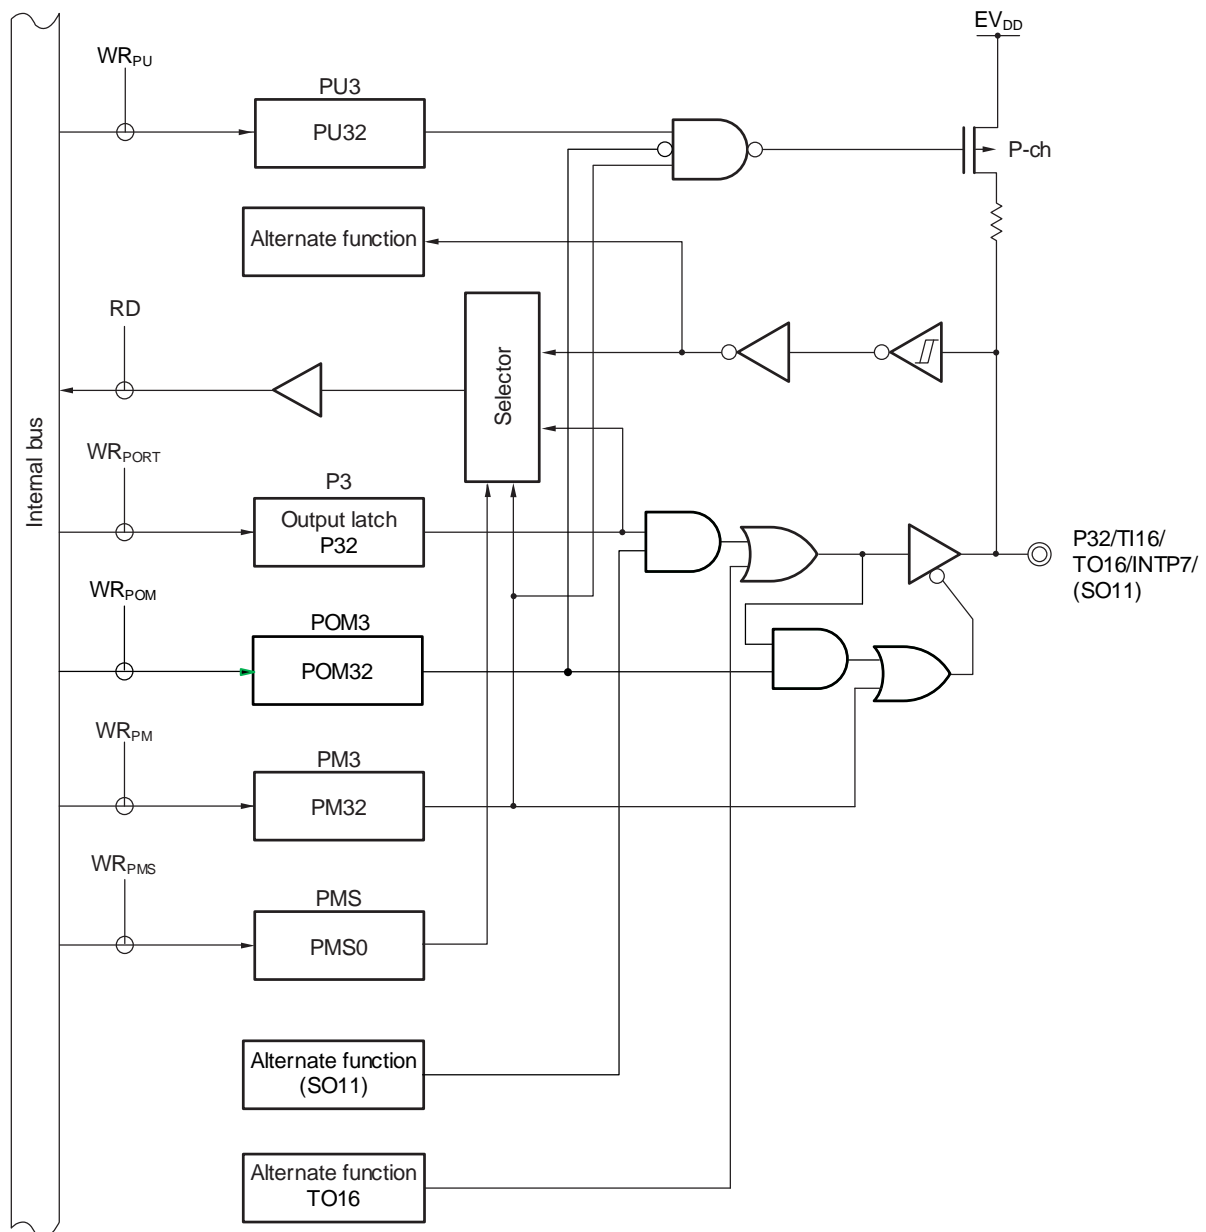 EVDD
WRPU
PU3
PU32
P-ch
Alternate function
RD
Selector
Internal bus
WRPORT
P3
Output latch
P32
P32/TI16/
TO16/INTP7/
(SO11)
WRPOM
POM3
POM32
WRPM
PM3
PM32
WRPMS
PMS
PMS0
Alternate function
(SO11)
Alternate function
TO16